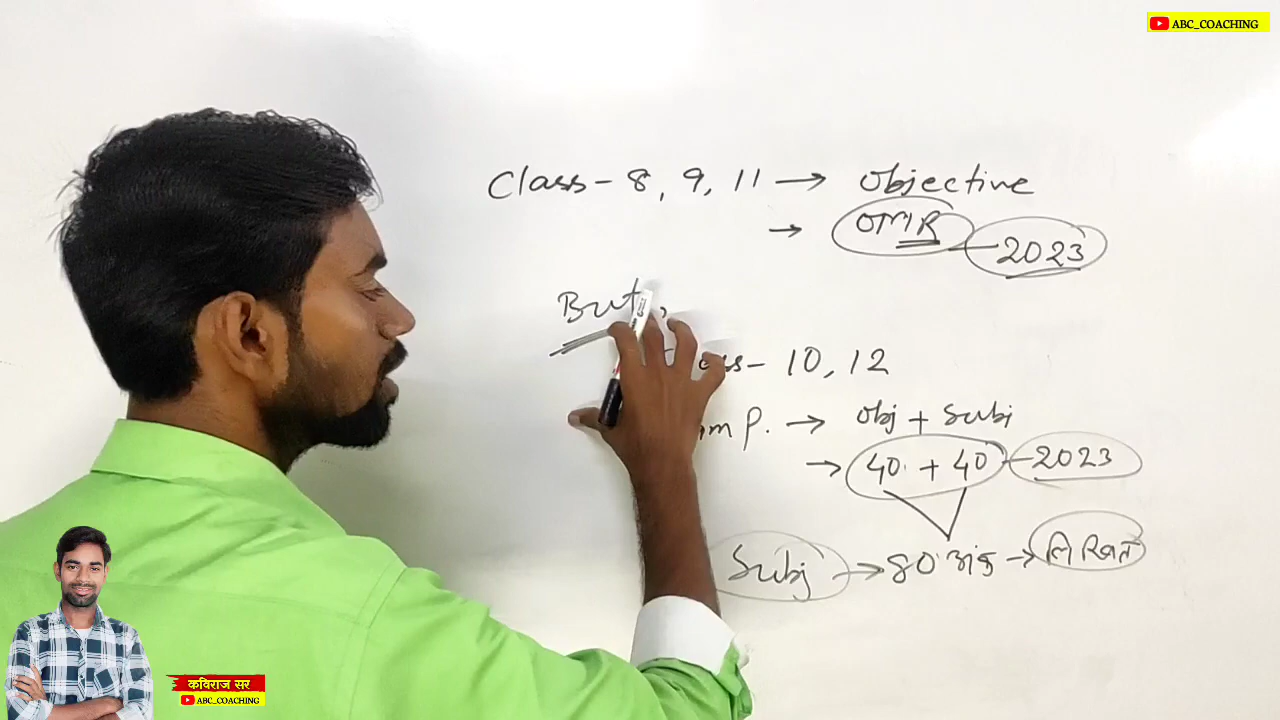 ABC_COACHING
Class - 8, 9, 11 → Objective
→ OMR - 2023
But,
- 10, 12
P. → Obj + Subj
→ 40 + 40 - 2023
Subj → 80 अंक → लिखित
कविराज सर
ABC_COACHING